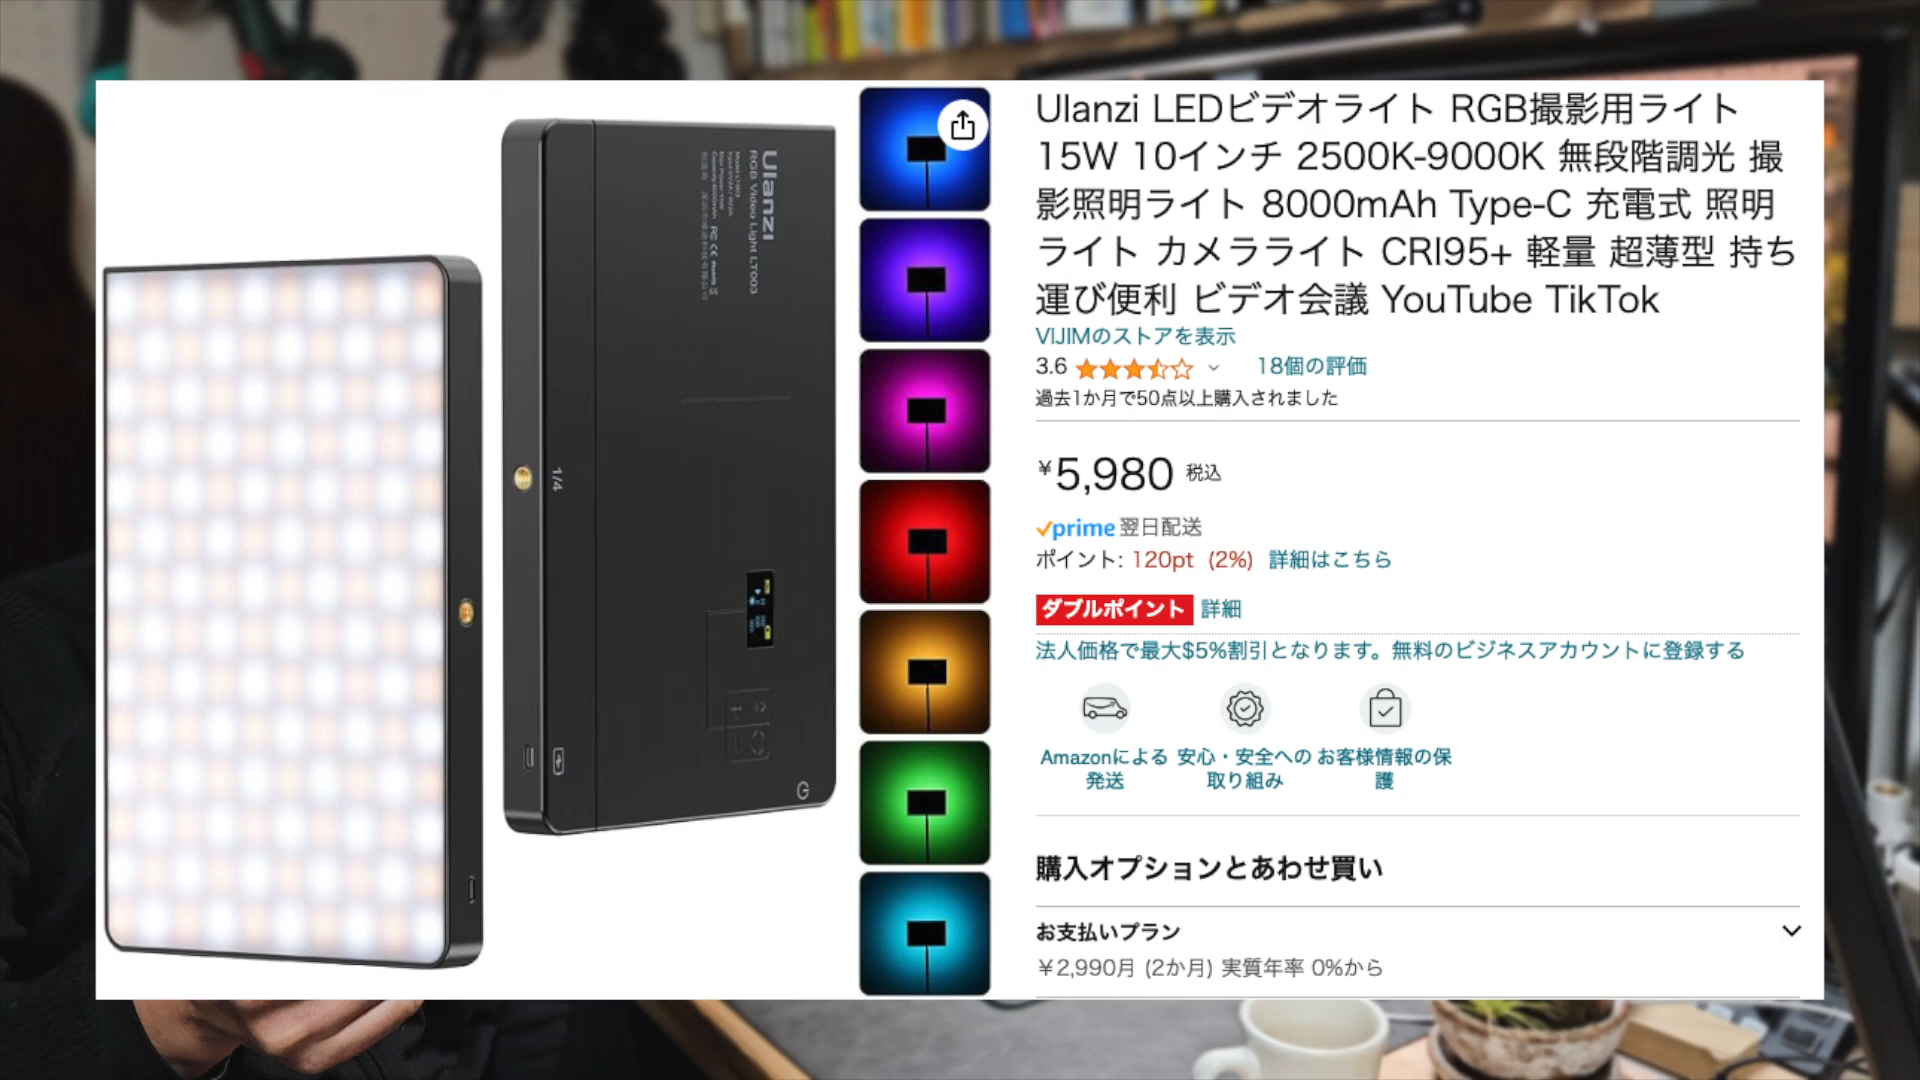 Ulanzi
RGB Video Light LT003
1/4
Ulanzi LEDビデオライト RGB撮影用ライト
15W 10インチ 2500K-9000K 無段階調光 撮
影照明ライト 8000mAh Type-C 充電式 照明
ライト カメラライト CRI95+ 軽量 超薄型 持ち
運び便利 ビデオ会議 YouTube TikTok
VIJIMのストアを表示
3.6 18個の評価
過去1か月で50点以上購入されました
¥5,980 税込
prime 翌日配送
ポイント: 120pt (2%) 詳細はこちら
ダブルポイント 詳細
法人価格で最大$5%割引となります。無料のビジネスアカウントに登録する
Amazonによる
発送
安心・安全への
取り組み
お客様情報の保
護
購入オプションとあわせ買い
お支払いプラン
¥2,990月 (2か月) 実質年率 0%から